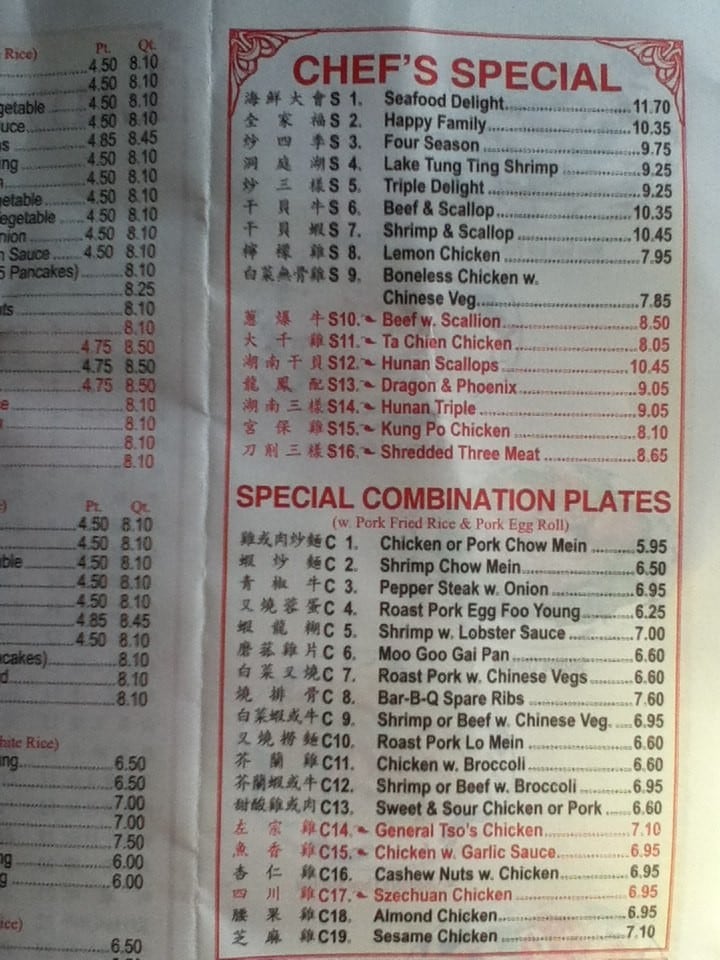 Rice) Pt. Qt.
4.50 8.10
4.50 8.10
getable 4.50 8.10
uce 4.50 8.10
s 4.85 8.45
ng 4.50 8.10
n 4.50 8.10
etable 4.50 8.10
egetable 4.50 8.10
nion 4.50 8.10
n Sauce 4.50 8.10
5 Pancakes) 8.10
8.25
ts 8.10
8.10
4.75 8.50
4.75 8.50
4.75 8.50
e 8.10
8.10
8.10
8.10
e) Pt. Qt.
4.50 8.10
4.50 8.10
ble 4.50 8.10
4.50 8.10
4.50 8.10
4.85 8.45
4.50 8.10
cakes) 8.10
d 8.10
8.10
hite Rice)
ng 6.50
6.50
7.00
7.00
7.50
ng 6.00
g 6.00
ice)
6.50
CHEF'S SPECIAL
海鮮大會 S 1. Seafood Delight 11.70
全家福 S 2. Happy Family 10.35
炒四季 S 3. Four Season 9.75
洞庭湖 S 4. Lake Tung Ting Shrimp 9.25
炒三樣 S 5. Triple Delight 9.25
干貝牛 S 6. Beef & Scallop 10.35
干貝蝦 S 7. Shrimp & Scallop 10.45
檸檬雞 S 8. Lemon Chicken 7.95
白菜無骨雞 S 9. Boneless Chicken w.
Chinese Veg. 7.85
蔥爆牛 S10. Beef w. Scallion 8.50
大千雞 S11. Ta Chien Chicken 8.05
湖南干貝 S12. Hunan Scallops 10.45
龍鳳配 S13. Dragon & Phoenix 9.05
湖南三樣 S14. Hunan Triple 9.05
宮保雞 S15. Kung Po Chicken 8.10
刀削三樣 S16. Shredded Three Meat 8.65
SPECIAL COMBINATION PLATES
(w. Pork Fried Rice & Pork Egg Roll)
雞或肉炒麵 C 1. Chicken or Pork Chow Mein 5.95
蝦炒麵 C 2. Shrimp Chow Mein 6.50
青椒牛 C 3. Pepper Steak w. Onion 6.95
叉燒蓉蛋 C 4. Roast Pork Egg Foo Young 6.25
蝦龍糊 C 5. Shrimp w. Lobster Sauce 7.00
磨菇雞片 C 6. Moo Goo Gai Pan 6.60
白菜叉燒 C 7. Roast Pork w. Chinese Vegs 6.60
燒排骨 C 8. Bar-B-Q Spare Ribs 7.60
白菜蝦或牛 C 9. Shrimp or Beef w. Chinese Veg. 6.95
叉燒撈麵 C10. Roast Pork Lo Mein 6.60
芥蘭雞 C11. Chicken w. Broccoli 6.60
芥蘭蝦或牛 C12. Shrimp or Beef w. Broccoli 6.95
甜酸雞或肉 C13. Sweet & Sour Chicken or Pork 6.60
左宗雞 C14. General Tso's Chicken 7.10
魚香雞 C15. Chicken w. Garlic Sauce 6.95
杏仁雞 C16. Cashew Nuts w. Chicken 6.95
四川雞 C17. Szechuan Chicken 6.95
腰果雞 C18. Almond Chicken 6.95
芝麻雞 C19. Sesame Chicken 7.10